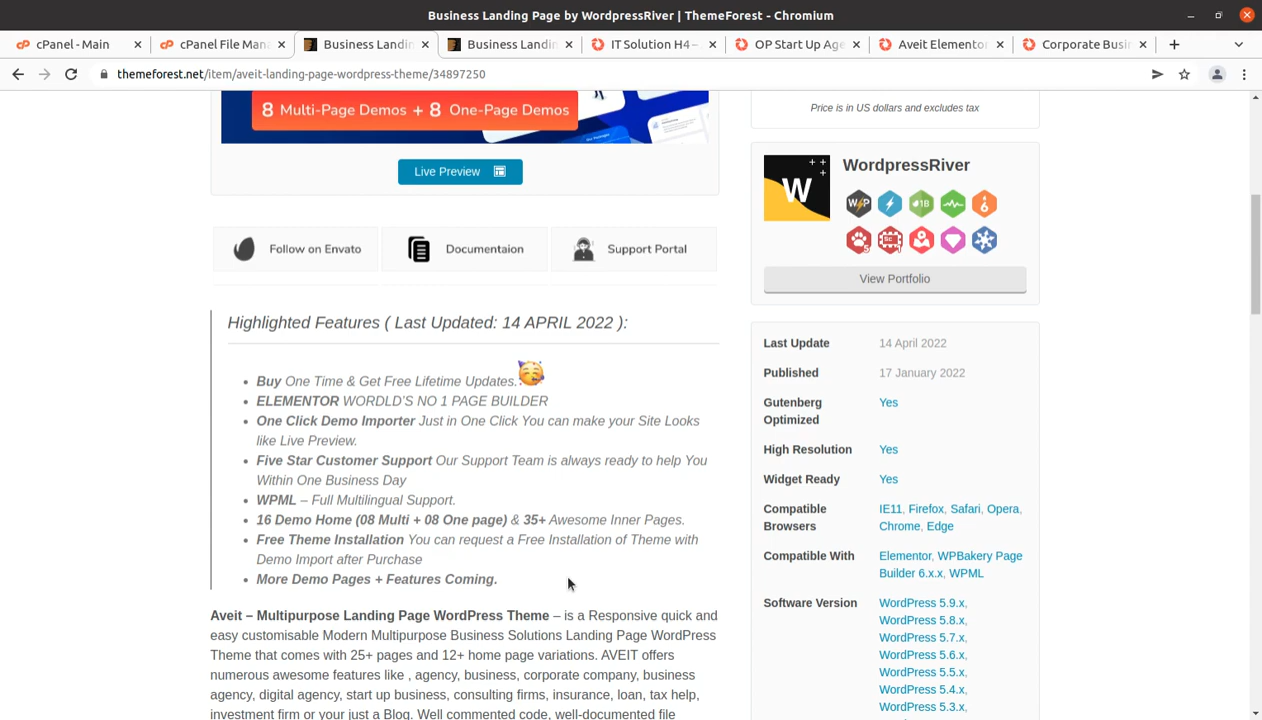 Business Landing Page by WordpressRiver | ThemeForest - Chromium
cPanel - Main
cPanel File Mana
Business Landin
Business Landin
IT Solution H4 –
OP Start Up Age
Aveit Elementor
Corporate Busin
themeforest.net/item/aveit-landing-page-wordpress-theme/34897250
8 Multi-Page Demos + 8 One-Page Demos
Live Preview
Follow on Envato
Documentaion
Support Portal
Highlighted Features ( Last Updated: 14 APRIL 2022 ):
Buy One Time & Get Free Lifetime Updates.
ELEMENTOR WORDLD'S NO 1 PAGE BUILDER
One Click Demo Importer Just in One Click You can make your Site Looks
like Live Preview.
Five Star Customer Support Our Support Team is always ready to help You
Within One Business Day
WPML – Full Multilingual Support.
16 Demo Home (08 Multi + 08 One page) & 35+ Awesome Inner Pages.
Free Theme Installation You can request a Free Installation of Theme with
Demo Import after Purchase
More Demo Pages + Features Coming.
Aveit – Multipurpose Landing Page WordPress Theme – is a Responsive quick and
easy customisable Modern Multipurpose Business Solutions Landing Page WordPress
Theme that comes with 25+ pages and 12+ home page variations. AVEIT offers
numerous awesome features like , agency, business, corporate company, business
agency, digital agency, start up business, consulting firms, insurance, loan, tax help,
investment firm or your just a Blog. Well commented code, well-documented file
Price is in US dollars and excludes tax
W
WordpressRiver
View Portfolio
Last Update 14 April 2022
Published 17 January 2022
Gutenberg Yes
Optimized
High Resolution Yes
Widget Ready Yes
Compatible IE11, Firefox, Safari, Opera,
Browsers Chrome, Edge
Compatible With Elementor, WPBakery Page
Builder 6.x.x, WPML
Software Version WordPress 5.9.x,
WordPress 5.8.x,
WordPress 5.7.x,
WordPress 5.6.x,
WordPress 5.5.x,
WordPress 5.4.x,
WordPress 5.3.x,